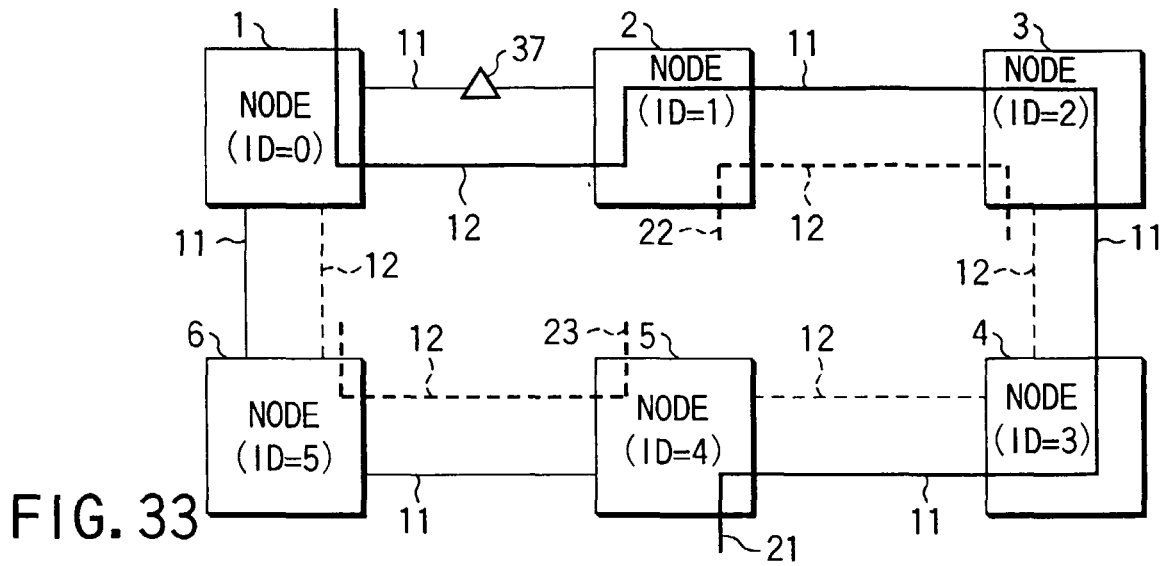 1
11
37
2
11
3
NODE
(ID=0)
NODE
(ID=1)
NODE
(ID=2)
12
12
22
11
12
12
11
6
23
5
4
12
12
NODE
(ID=5)
NODE
(ID=4)
NODE
(ID=3)
11
11
21
FIG. 33